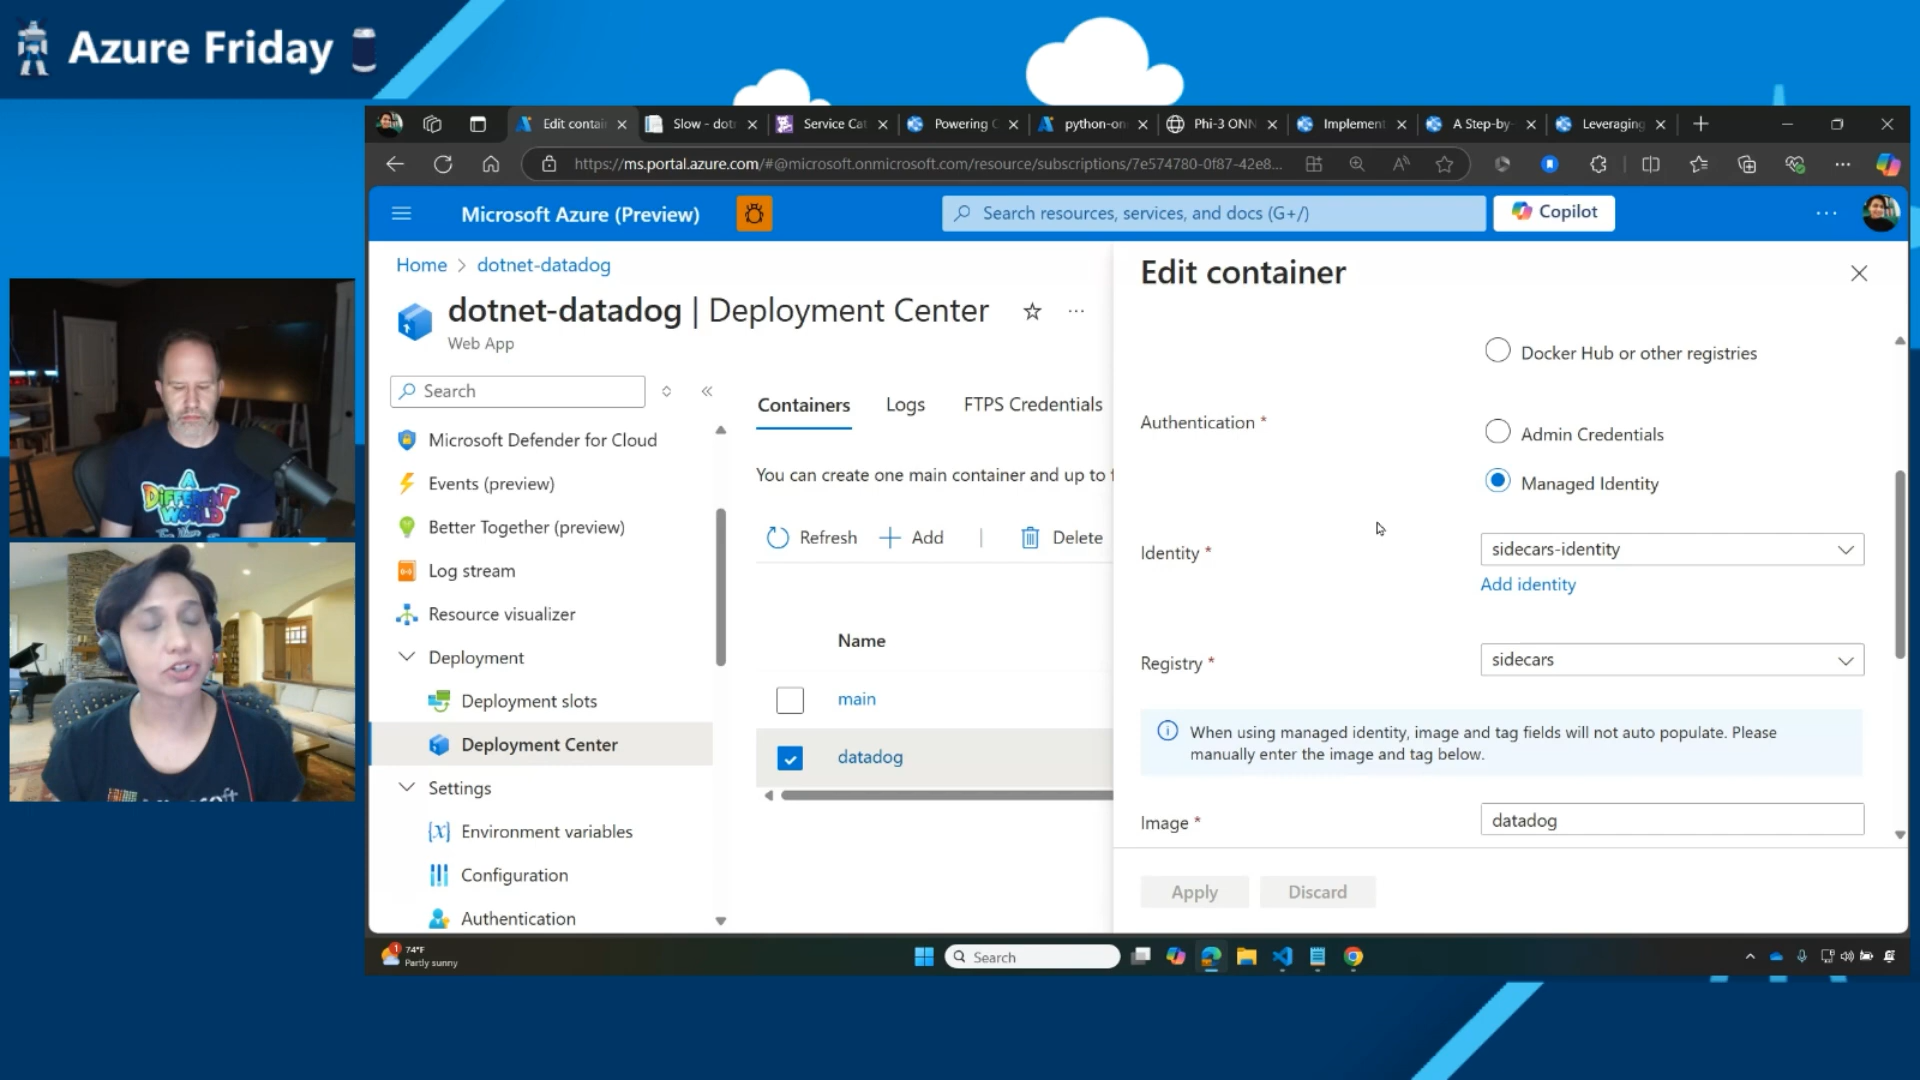 Azure Friday
Edit contai
Slow - dotr
Service Cat
Powering C
python-on
Phi-3 ONN
Implement
A Step-by-
Leveraging
https://ms.portal.azure.com/#@microsoft.onmicrosoft.com/resource/subscriptions/7e574780-0f87-42e8...
Microsoft Azure (Preview)
Search resources, services, and docs (G+/)
Copilot
Home > dotnet-datadog
dotnet-datadog | Deployment Center
Web App
Search
Microsoft Defender for Cloud
Events (preview)
Better Together (preview)
Log stream
Resource visualizer
Deployment
Deployment slots
Deployment Center
Settings
Environment variables
Configuration
Authentication
Containers Logs FTPS Credentials
You can create one main container and up to f
Refresh Add | Delete
Name
main
datadog
Edit container
Docker Hub or other registries
Authentication *
Admin Credentials
Managed Identity
Identity *
sidecars-identity
Add identity
Registry *
sidecars
When using managed identity, image and tag fields will not auto populate. Please
manually enter the image and tag below.
Image *
datadog
Apply Discard
A
DIFFERENT
WORLD
1
74°F
Partly sunny
Search